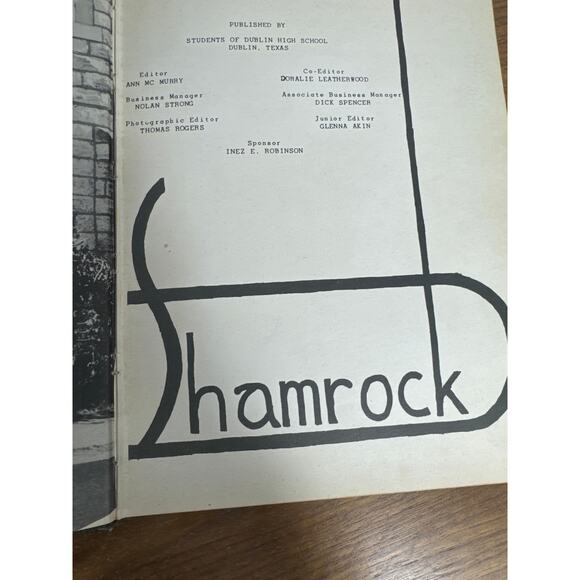 PUBLISHED BY
STUDENTS OF DUBLIN HIGH SCHOOL
DUBLIN, TEXAS
Editor
ANN MC MURRY
Co-Editor
DORALIE LEATHERWOOD
Business Manager
NOLAN STRONG
Associate Business Manager
DICK SPENCER
Photographic Editor
THOMAS ROGERS
Junior Editor
GLENNA AKIN
Sponsor
INEZ E. ROBINSON
Shamrock